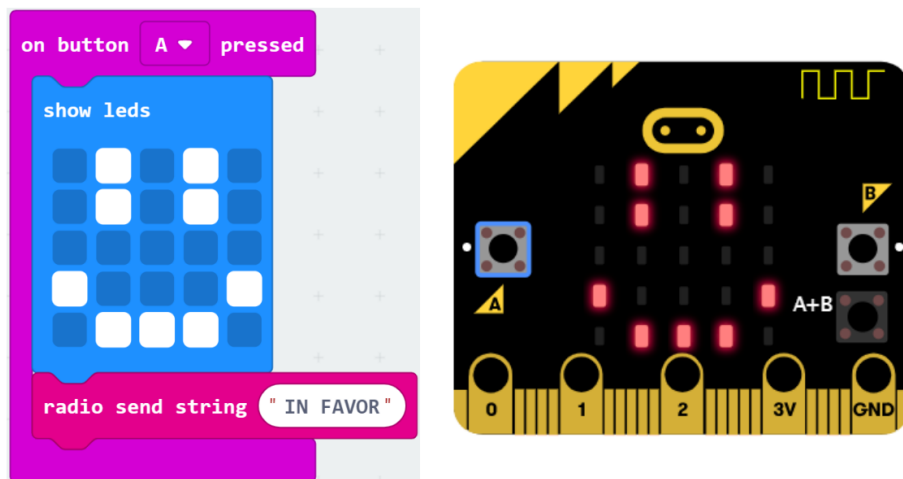 on button A pressed
show leds
radio send string "IN FAVOR"
B
A
A+B
0 1 2 3V GND